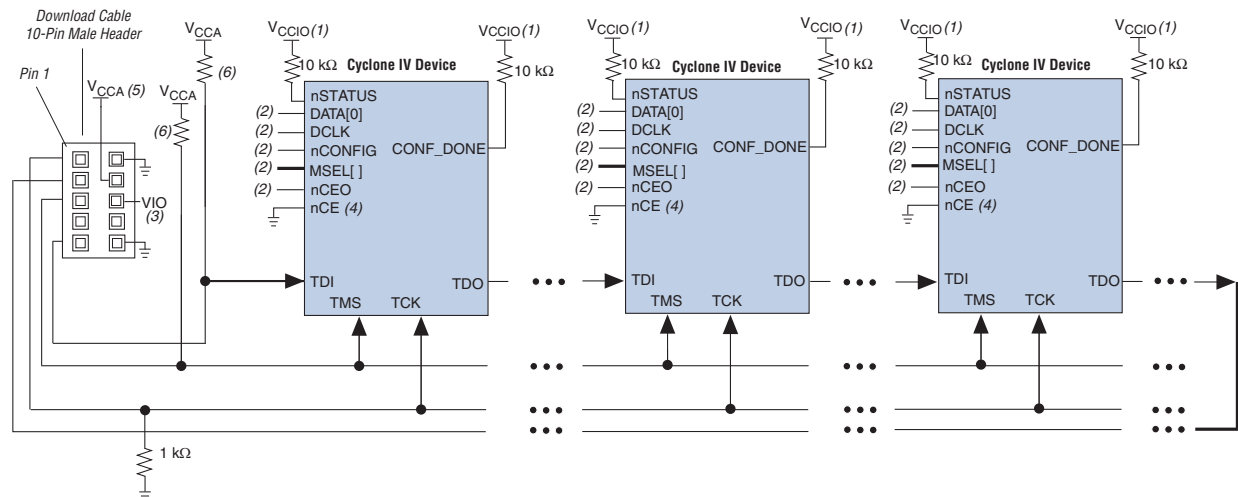 Download Cable
10-Pin Male Header
Pin 1
VCCA (5)
VCCA
(6)
VCCA
(6)
VIO
(3)
1 kΩ
VCCIO (1)
10 kΩ
Cyclone IV Device
VCCIO (1)
10 kΩ
nSTATUS
(2) DATA[0]
(2) DCLK
(2) nCONFIG
CONF_DONE
(2) MSEL[ ]
(2) nCEO
nCE (4)
TDI
TDO
TMS
TCK
VCCIO (1)
10 kΩ
Cyclone IV Device
VCCIO (1)
10 kΩ
nSTATUS
(2) DATA[0]
(2) DCLK
(2) nCONFIG
CONF_DONE
(2) MSEL[ ]
(2) nCEO
nCE (4)
TDI
TDO
TMS
TCK
VCCIO (1)
10 kΩ
Cyclone IV Device
VCCIO (1)
10 kΩ
nSTATUS
(2) DATA[0]
(2) DCLK
(2) nCONFIG
CONF_DONE
(2) MSEL[ ]
(2) nCEO
nCE (4)
TDI
TDO
TMS
TCK